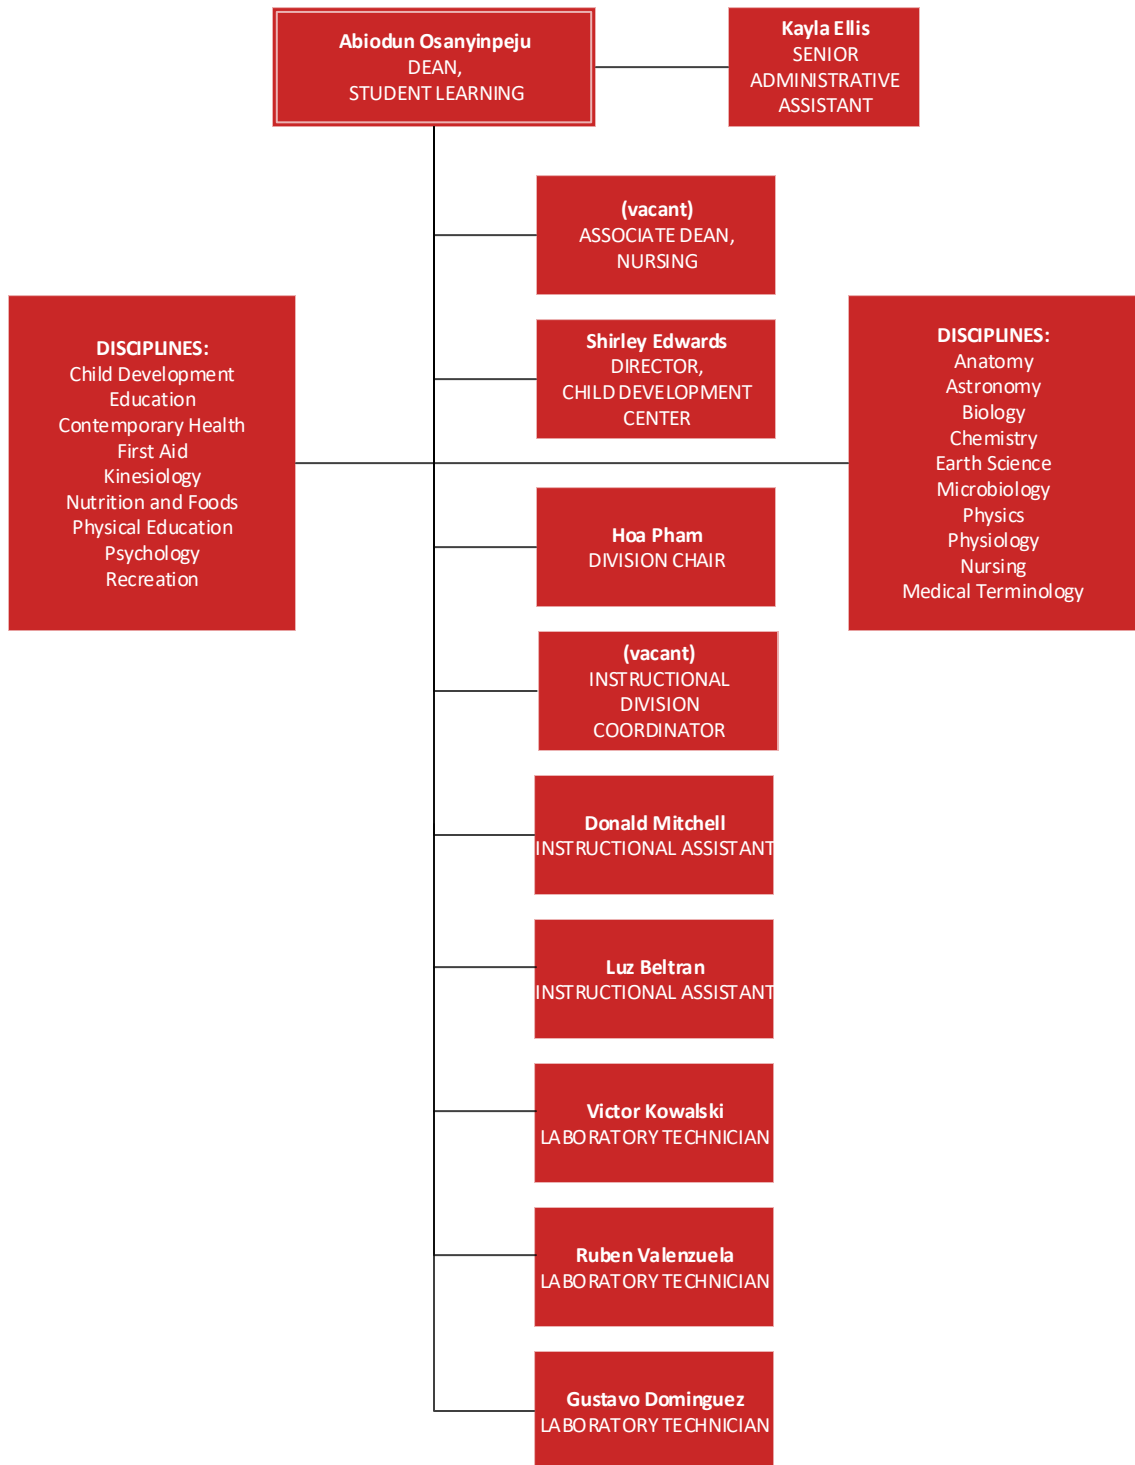 Abiodun Osanyinpeju
DEAN,
STUDENT LEARNING
Kayla Ellis
SENIOR
ADMINISTRATIVE
ASSISTANT
(vacant)
ASSOCIATE DEAN,
NURSING
Shirley Edwards
DIRECTOR,
CHILD DEVELOPMENT
CENTER
DISCIPLINES:
Child Development
Education
Contemporary Health
First Aid
Kinesiology
Nutrition and Foods
Physical Education
Psychology
Recreation
DISCIPLINES:
Anatomy
Astronomy
Biology
Chemistry
Earth Science
Microbiology
Physics
Physiology
Nursing
Medical Terminology
Hoa Pham
DIVISION CHAIR
(vacant)
INSTRUCTIONAL
DIVISION
COORDINATOR
Donald Mitchell
INSTRUCTIONAL ASSISTANT
Luz Beltran
INSTRUCTIONAL ASSISTANT
Victor Kowalski
LABORATORY TECHNICIAN
Ruben Valenzuela
LABORATORY TECHNICIAN
Gustavo Dominguez
LABORATORY TECHNICIAN